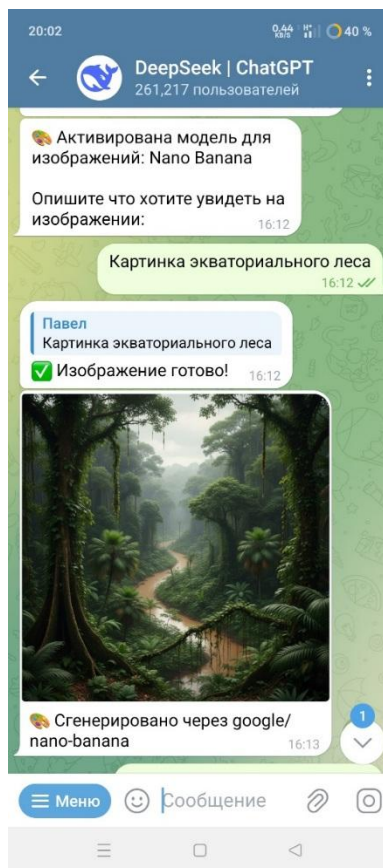 20:02
0,44 KB/S H 40 %
DeepSeek | ChatGPT
261,217 пользователей
🎨 Активирована модель для
изображений: Nano Banana
Опишите что хотите увидеть на
изображении:
16:12
Картинка экваториального леса
16:12
Павел
Картинка экваториального леса
✅ Изображение готово!
16:12
🎨 Сгенерировано через google/
nano-banana
16:13
1
Меню
Сообщение